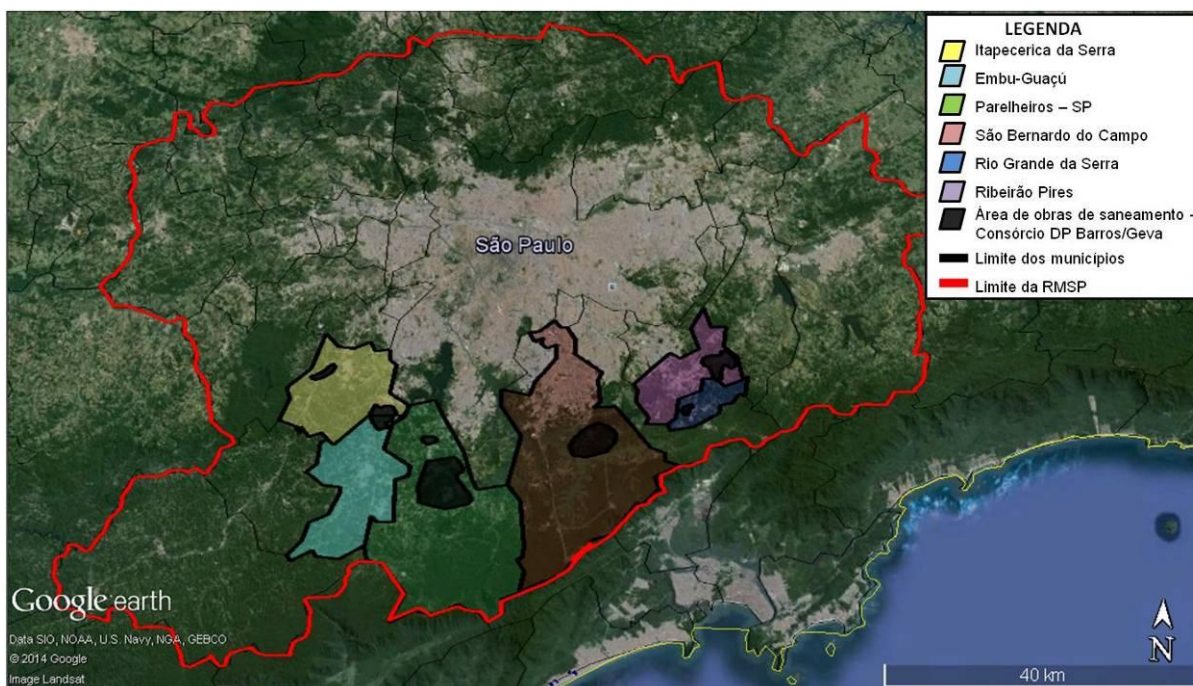 LEGENDA
Itapecerica da Serra
Embu-Guaçú
Parelheiros – SP
São Bernardo do Campo
Rio Grande da Serra
Ribeirão Pires
Área de obras de saneamento -
Consórcio DP Barros/Geva
Limite dos municípios
Limite da RMSP
São Paulo
Google earth
Data SIO, NOAA, U.S. Navy, NGA, GEBCO
© 2014 Google
Image Landsat
N
40 km